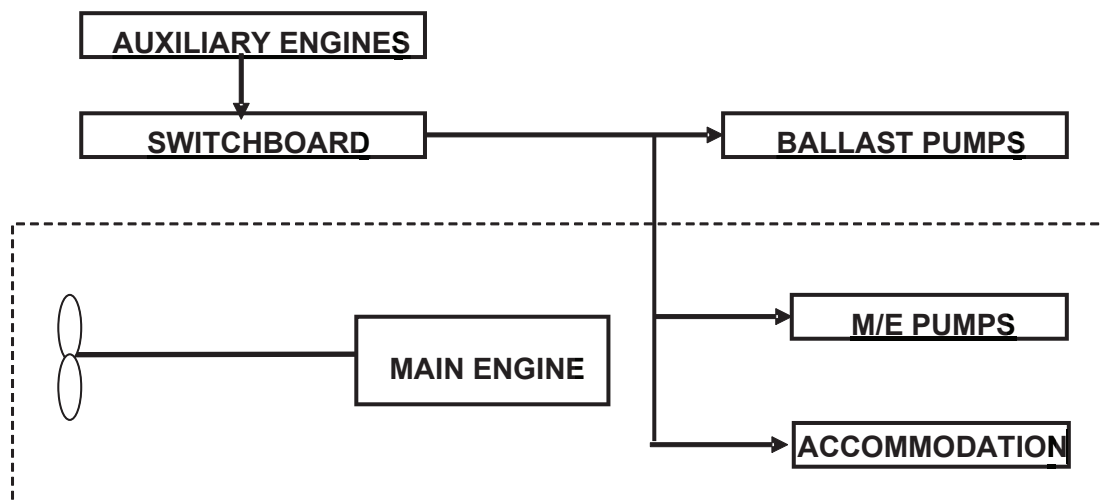 AUXILIARY ENGINES
SWITCHBOARD
BALLAST PUMPS
M/E PUMPS
MAIN ENGINE
ACCOMMODATION